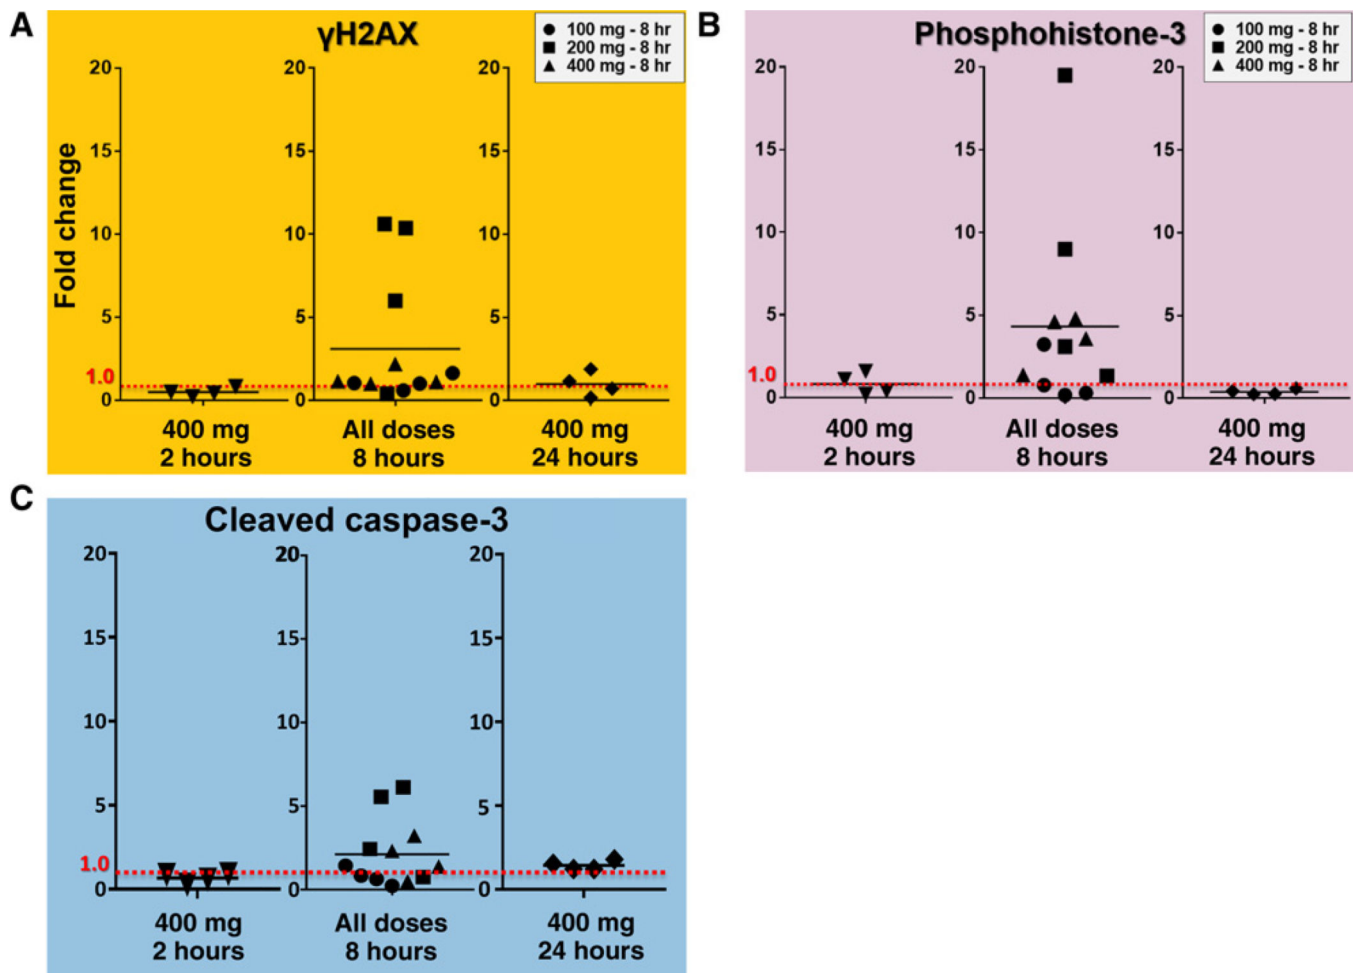 A
γH2AX
100 mg - 8 hr
200 mg - 8 hr
400 mg - 8 hr
Fold change
20
15
10
5
0
1.0
20
15
10
5
0
20
15
10
5
0
400 mg
2 hours
All doses
8 hours
400 mg
24 hours
B
Phosphohistone-3
100 mg - 8 hr
200 mg - 8 hr
400 mg - 8 hr
20
15
10
5
0
1.0
20
15
10
5
0
20
15
10
5
0
400 mg
2 hours
All doses
8 hours
400 mg
24 hours
C
Cleaved caspase-3
20
15
10
5
0
1.0
20
15
10
5
0
20
15
10
5
0
400 mg
2 hours
All doses
8 hours
400 mg
24 hours